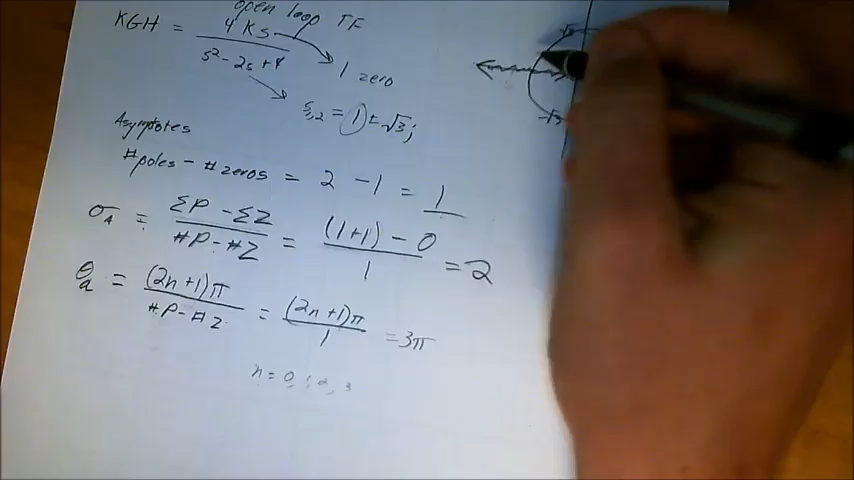 open loop TF
KGH = 4Ks / s² - 2s + 4
1 zero
s1,2 = 1 ± √3 j
Asymptotes
#poles - #zeros = 2 - 1 = 1
σA = ΣP - ΣZ / #P - #Z = (1+1) - 0 / 1 = 2
θa = (2n+1)π / #P - #Z = (2n+1)π / 1 = 3π
n = 0, 1, 2, 3
√3
-√3